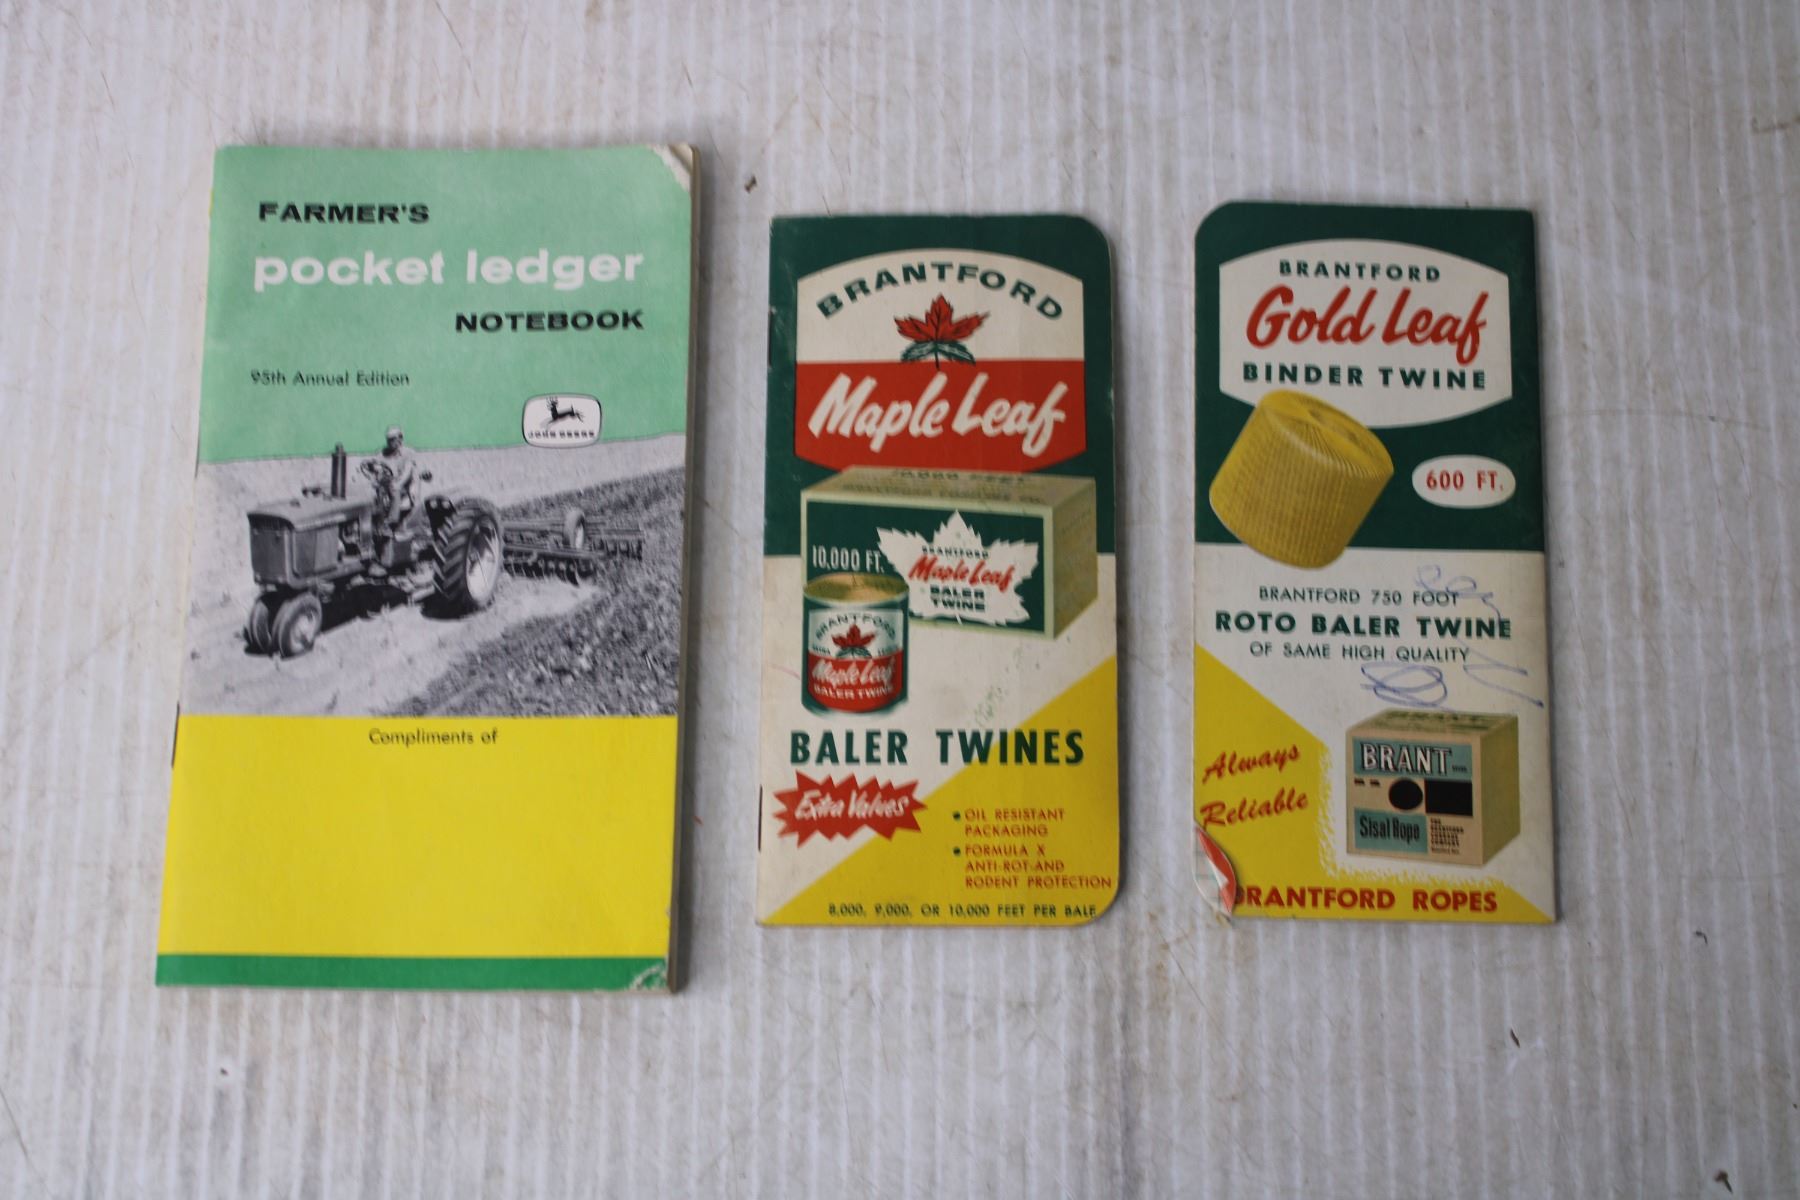 FARMER'S
pocket ledger
NOTEBOOK
95th Annual Edition
JOHN DEERE
Compliments of
BRANTFORD
Maple Leaf
10,000 FT.
BRANTFORD
Maple Leaf
BALER
TWINE
BRANTFORD
Maple Leaf
BALER TWINE
BALER TWINES
Extra Values
OIL RESISTANT
PACKAGING
FORMULA X
ANTI-ROT-AND
RODENT PROTECTION
8,000, 9,000, OR 10,000 FEET PER BALE
BRANTFORD
Gold Leaf
BINDER TWINE
600 FT.
BRANTFORD 750 FOOT
ROTO BALER TWINE
OF SAME HIGH QUALITY
Always
Reliable
BRANT
BRANT
Sisal Rope
BRANTFORD ROPES